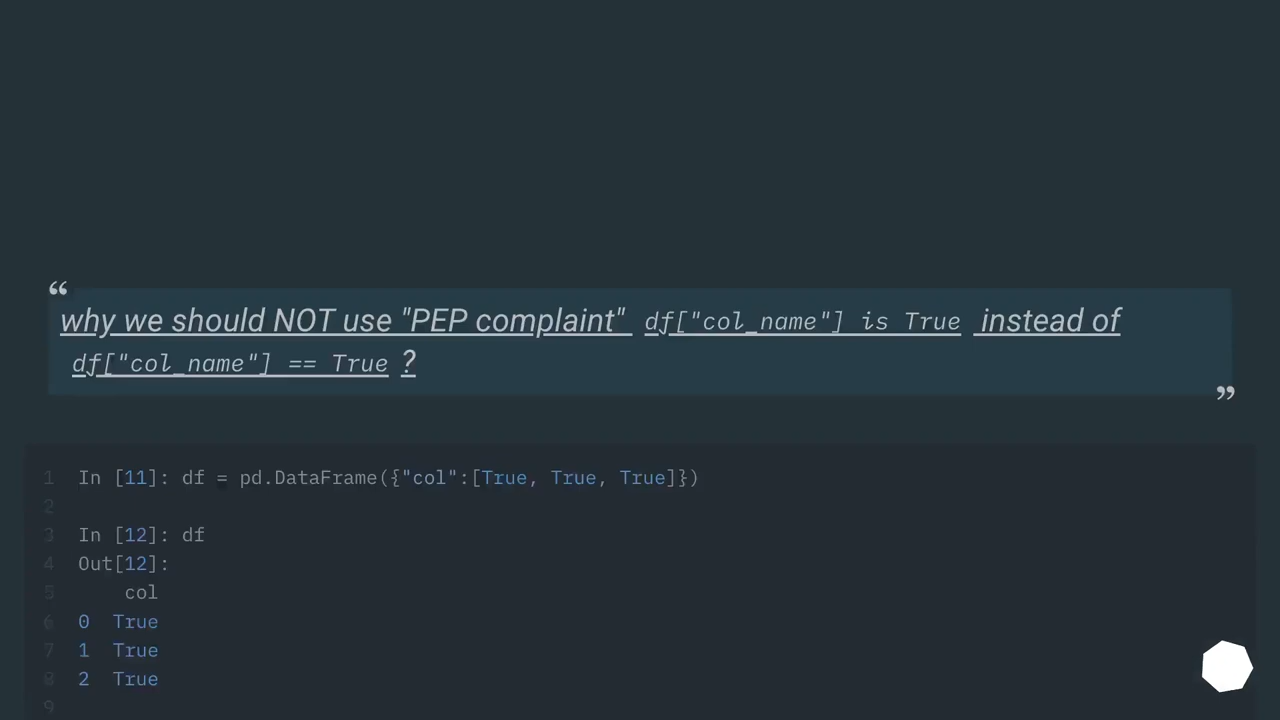 “
why we should NOT use "PEP complaint" df["col_name"] is True instead of
df["col_name"] == True ?
”
1 In [11]: df = pd.DataFrame({"col":[True, True, True]})
2
3 In [12]: df
4 Out[12]:
5 col
6 0 True
7 1 True
8 2 True
9